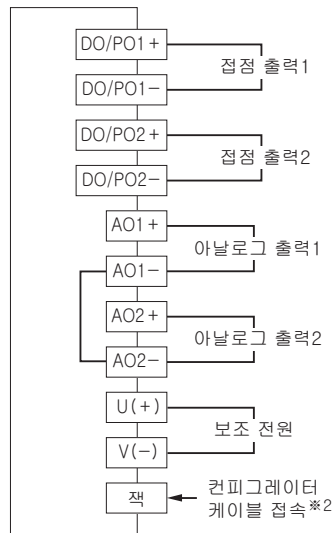 DO/PO1+
접점 출력1
DO/PO1−
DO/PO2+
접점 출력2
DO/PO2−
AO1+
아날로그 출력1
AO1−
AO2+
아날로그 출력2
AO2−
U(+)
보조 전원
V(−)
잭
컨피그레이터
케이블 접속※2